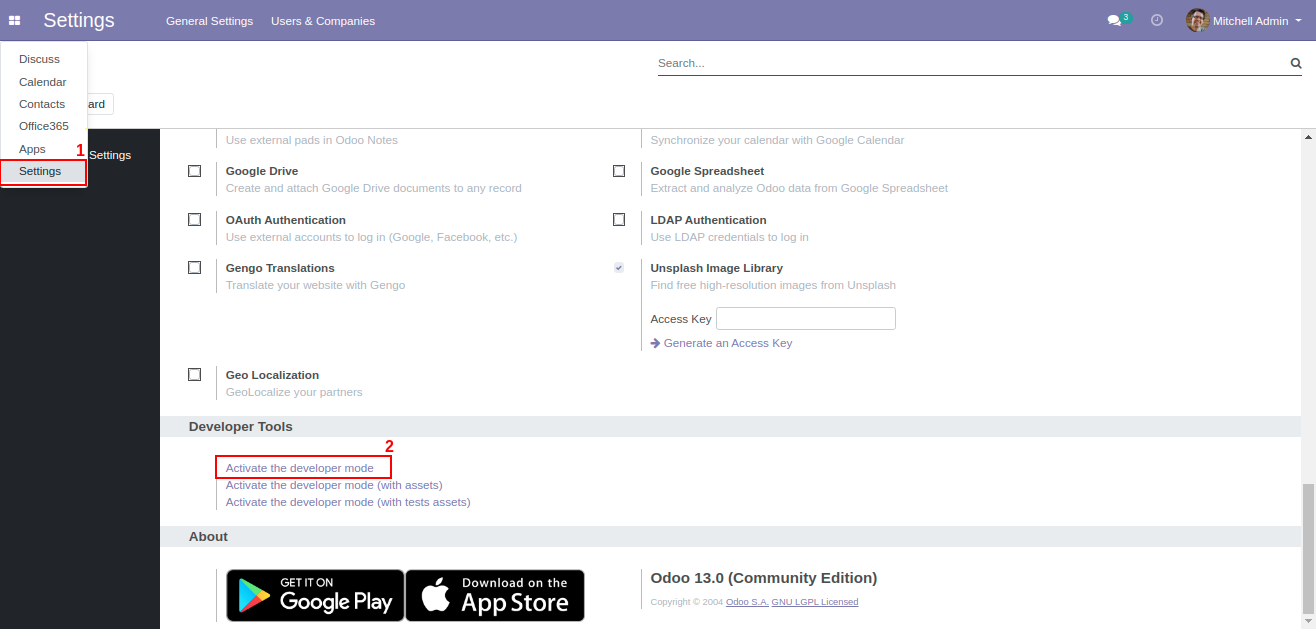 Settings General Settings Users & Companies 3 Mitchell Admin
Discuss
Search...
Calendar
Contacts ard
Office365
Apps 1
Settings
Settings
Use external pads in Odoo Notes
Synchronize your calendar with Google Calendar
Google Drive
Create and attach Google Drive documents to any record
Google Spreadsheet
Extract and analyze Odoo data from Google Spreadsheet
OAuth Authentication
Use external accounts to log in (Google, Facebook, etc.)
LDAP Authentication
Use LDAP credentials to log in
Gengo Translations
Translate your website with Gengo
Unsplash Image Library
Find free high-resolution images from Unsplash
Access Key
Generate an Access Key
Geo Localization
GeoLocalize your partners
Developer Tools
2
Activate the developer mode
Activate the developer mode (with assets)
Activate the developer mode (with tests assets)
About
GET IT ON
Google Play
Download on the
App Store
Odoo 13.0 (Community Edition)
Copyright © 2004 Odoo S.A. GNU LGPL Licensed